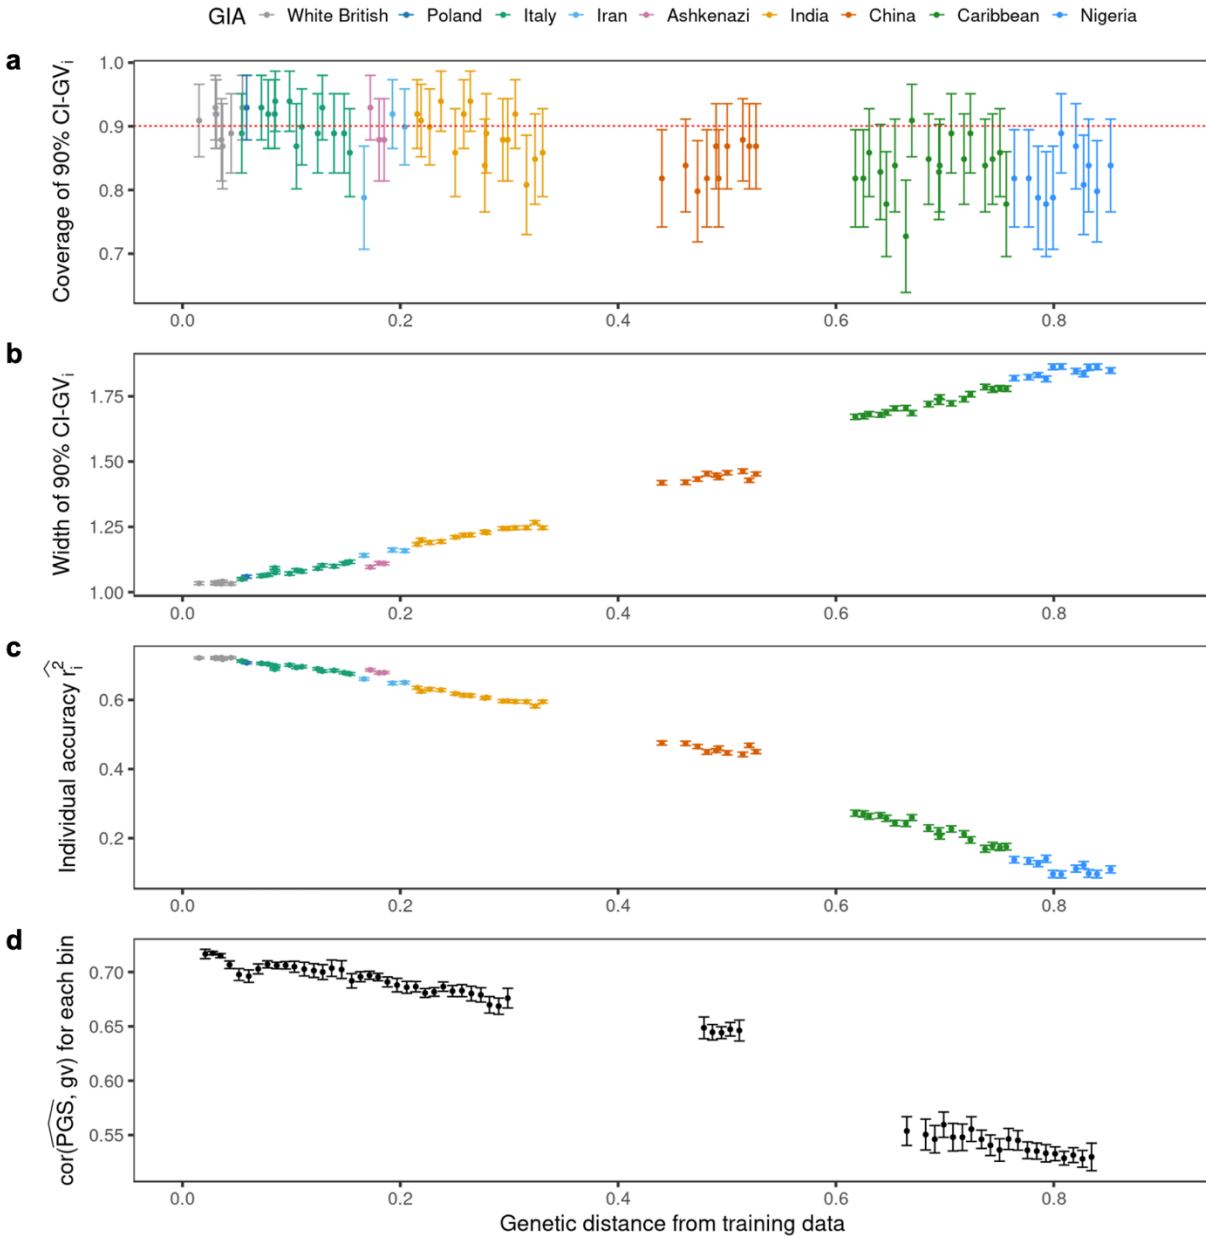 GIA White British Poland Italy Iran Ashkenazi India China Caribbean Nigeria
a
Coverage of 90% CI-GVᵢ
1.0
0.9
0.8
0.7
0.0 0.2 0.4 0.6 0.8
b
Width of 90% CI-GVᵢ
1.75
1.50
1.25
1.00
0.0 0.2 0.4 0.6 0.8
c
Individual accuracy r̂ᵢ²
0.6
0.4
0.2
0.0 0.2 0.4 0.6 0.8
d
cor(P̂GS, gv) for each bin
0.70
0.65
0.60
0.55
0.0 0.2 0.4 0.6 0.8
Genetic distance from training data